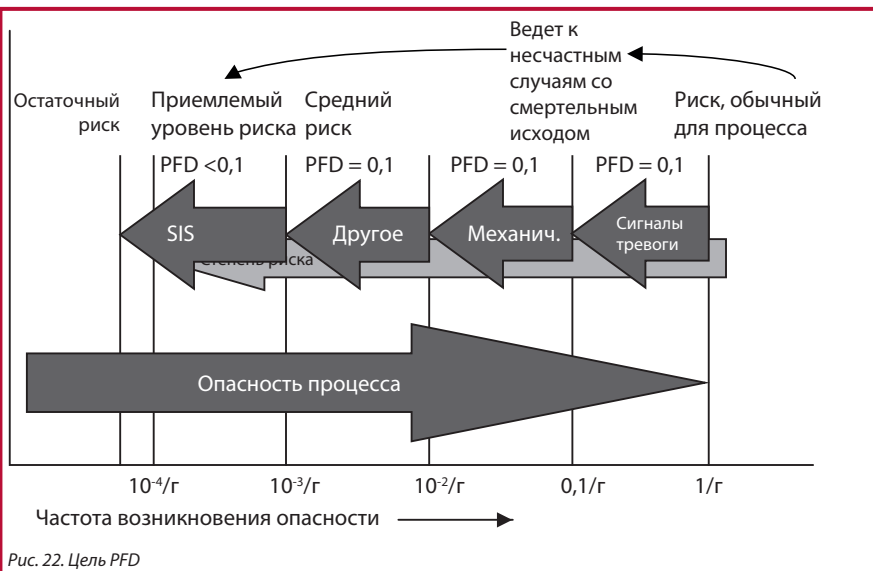 Ведет к
несчастным
случаям со
смертельным
исходом
Остаточный
риск
Приемлемый
уровень риска
Средний
риск
Риск, обычный
для процесса
PFD <0,1
PFD = 0,1
PFD = 0,1
PFD = 0,1
SIS
Другое
Механич.
Сигналы
тревоги
Степень риска
Опасность процесса
10⁻⁴/г
10⁻³/г
10⁻²/г
0,1/г
1/г
Частота возникновения опасности
Рис. 22. Цель PFD